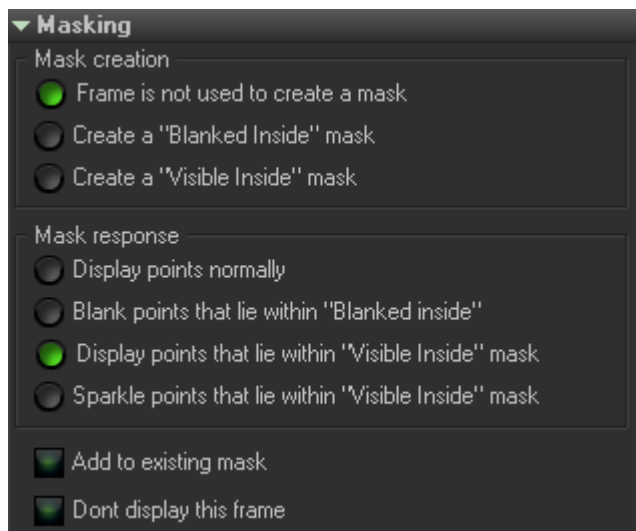 Masking
Mask creation
Frame is not used to create a mask
Create a "Blanked Inside" mask
Create a "Visible Inside" mask
Mask response
Display points normally
Blank points that lie within "Blanked inside"
Display points that lie within "Visible Inside" mask
Sparkle points that lie within "Visible Inside" mask
Add to existing mask
Dont display this frame